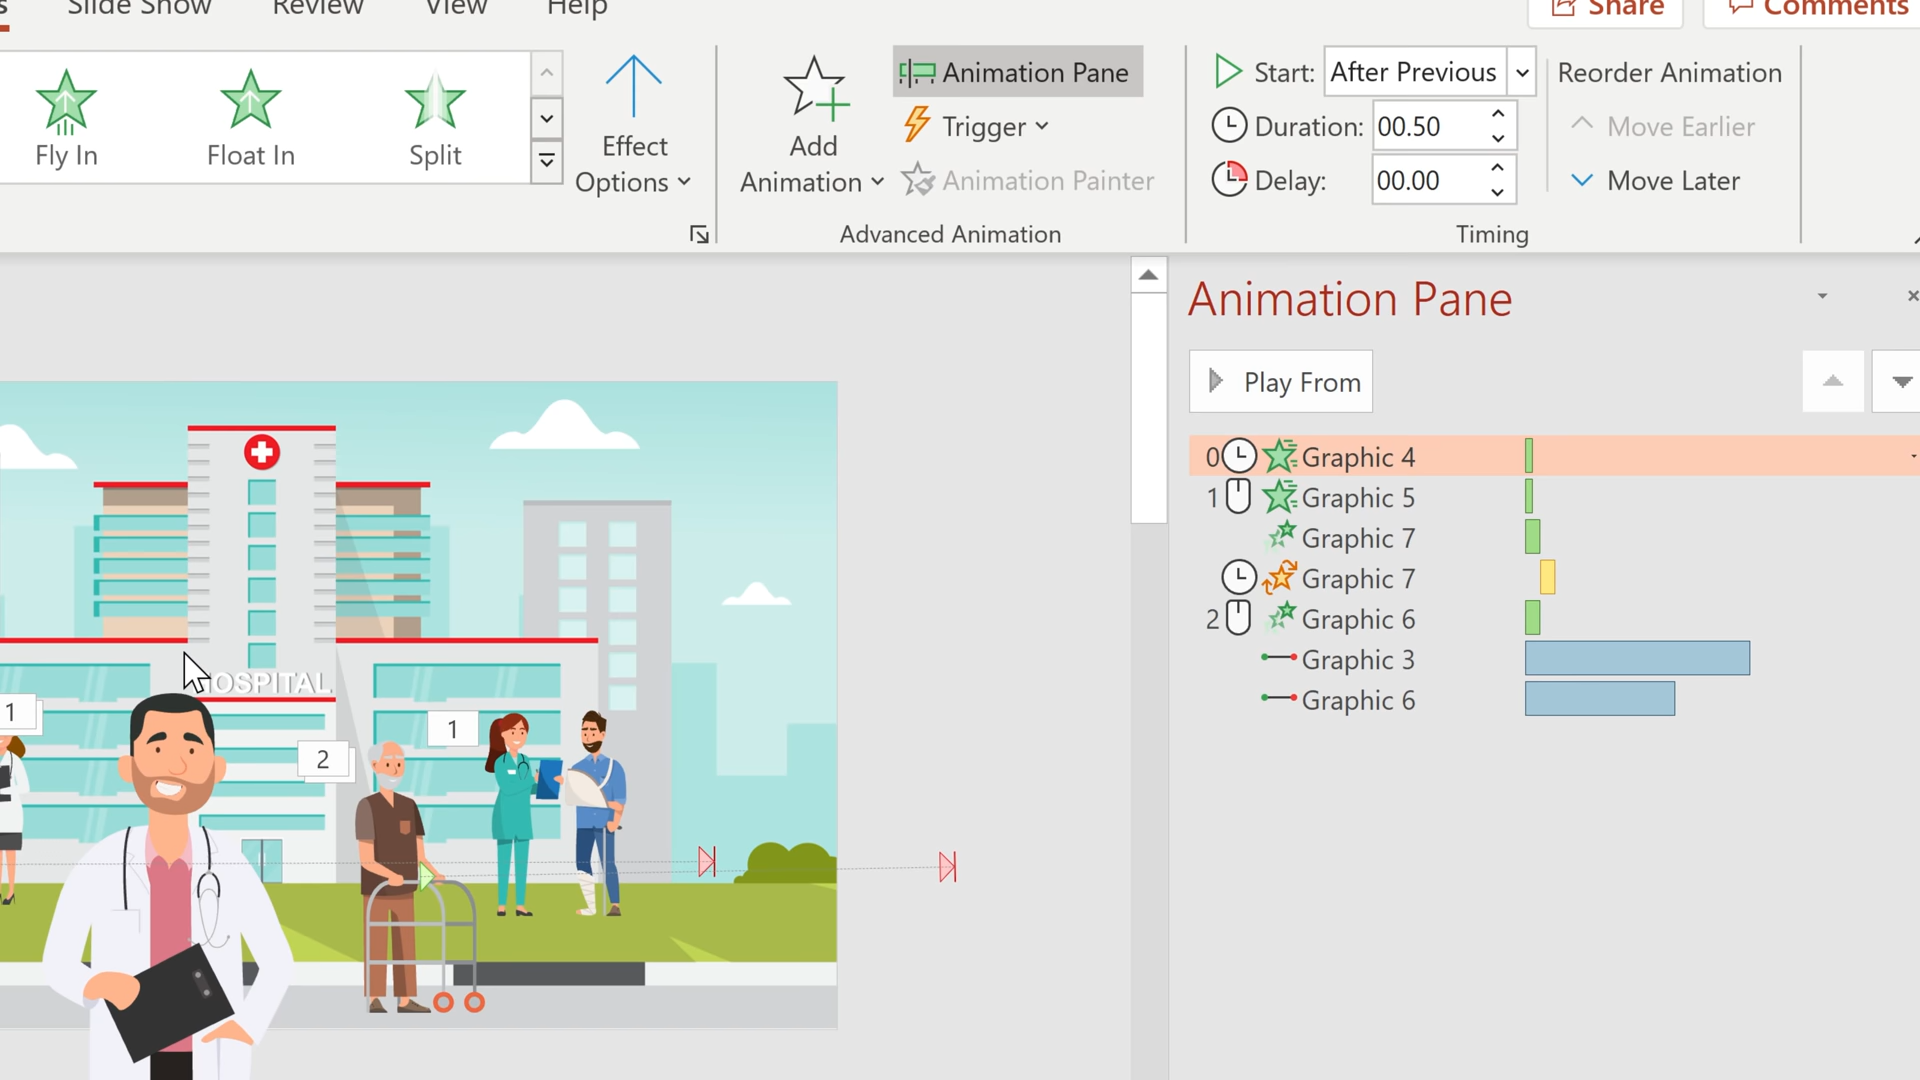 Slide Show
Review
View
Help
Share
Comments
Fly In
Float In
Split
Effect
Options
Add
Animation
Animation Pane
Trigger
Animation Painter
Advanced Animation
Start:
After Previous
Duration:
00.50
Delay:
00.00
Timing
Reorder Animation
Move Earlier
Move Later
Animation Pane
Play From
0
Graphic 4
1
Graphic 5
Graphic 7
Graphic 7
2
Graphic 6
Graphic 3
Graphic 6
OSPITAL
1
2
1